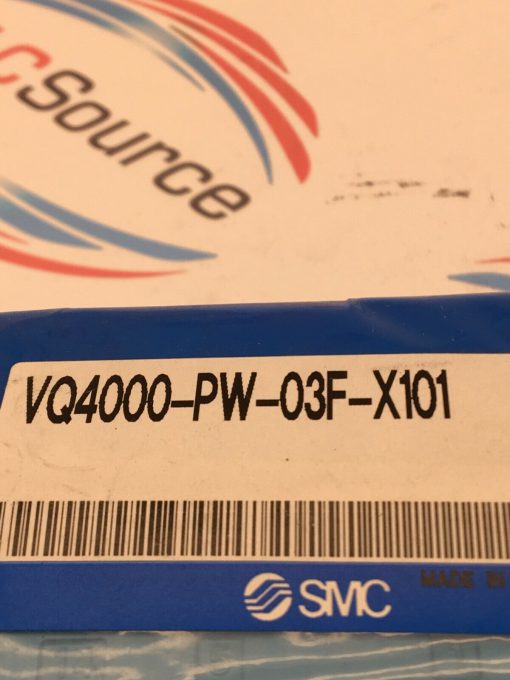 cSource
VQ4000-PW-03F-X101
MADE IN
SMC